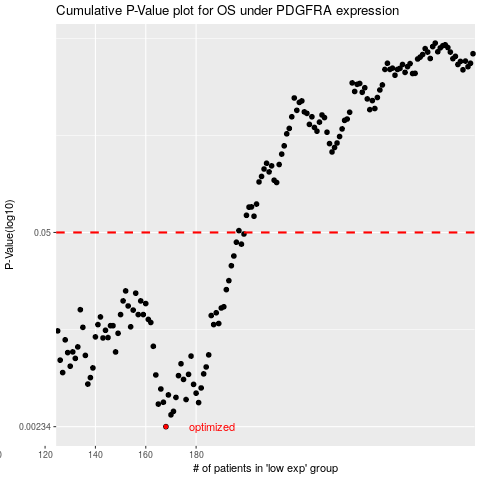 Cumulative P-Value plot for OS under PDGFRA expression
P-Value(log10)
0.05
0.00234
optimized
0
120
140
160
180
# of patients in 'low exp' group